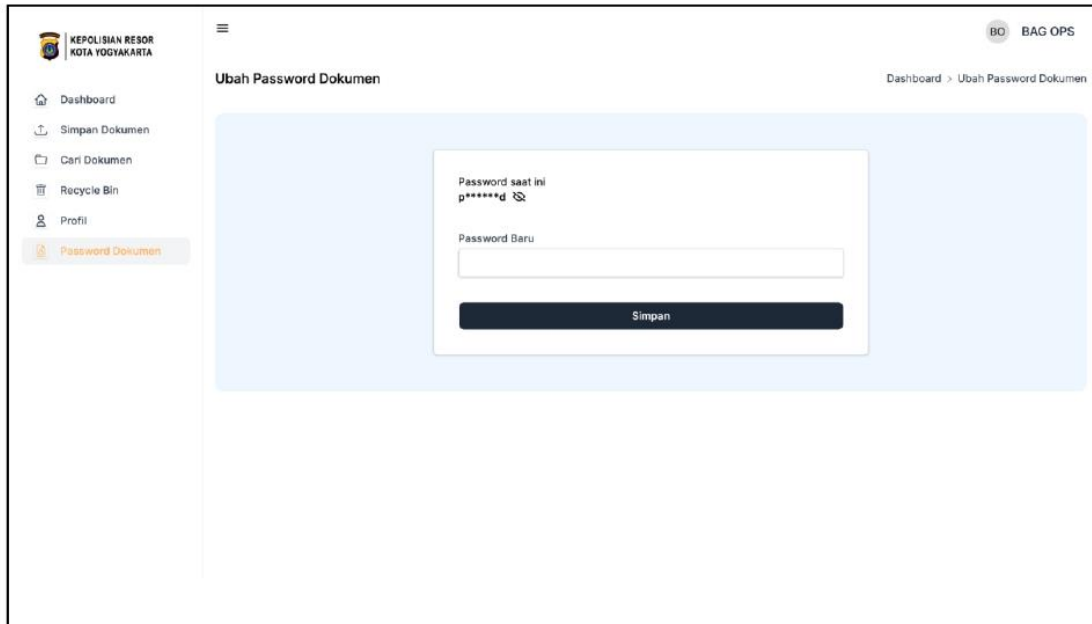 KEPOLISIAN RESOR
KOTA YOGYAKARTA
BO BAG OPS
Ubah Password Dokumen
Dashboard > Ubah Password Dokumen
Dashboard
Simpan Dokumen
Cari Dokumen
Recycle Bin
Profil
Password Dokumen
Password saat ini
p******d
Password Baru
Simpan